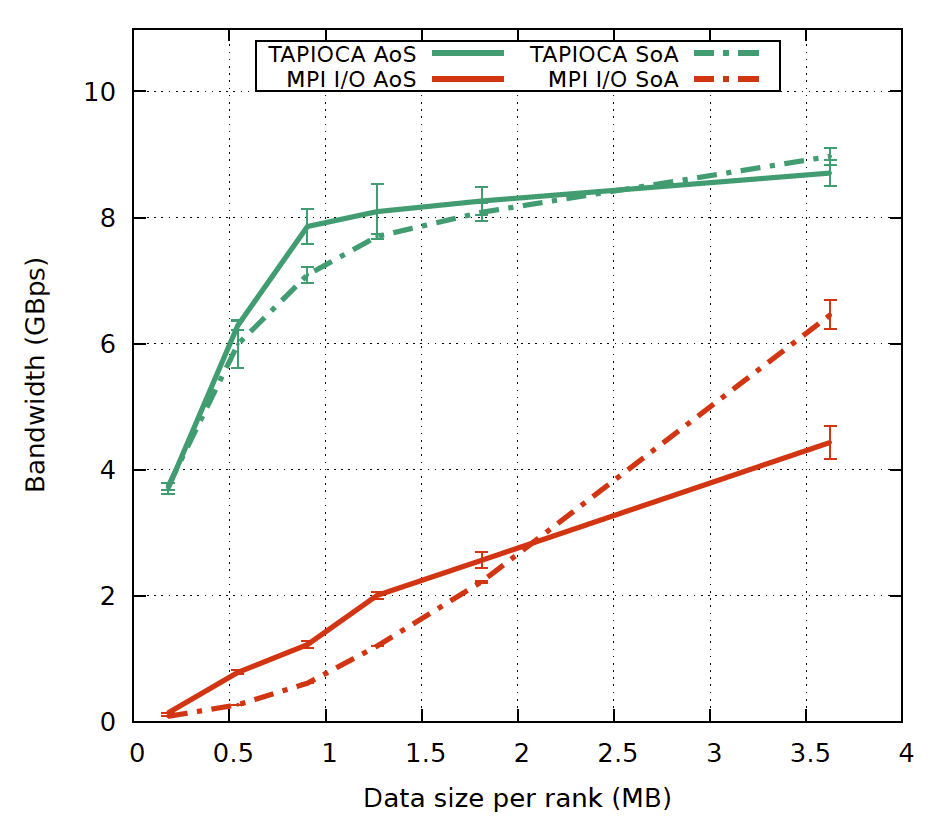 TAPIOCA AoS TAPIOCA SoA
MPI I/O AoS MPI I/O SoA
10
8
6
4
2
0
Bandwidth (GBps)
0 0.5 1 1.5 2 2.5 3 3.5 4
Data size per rank (MB)